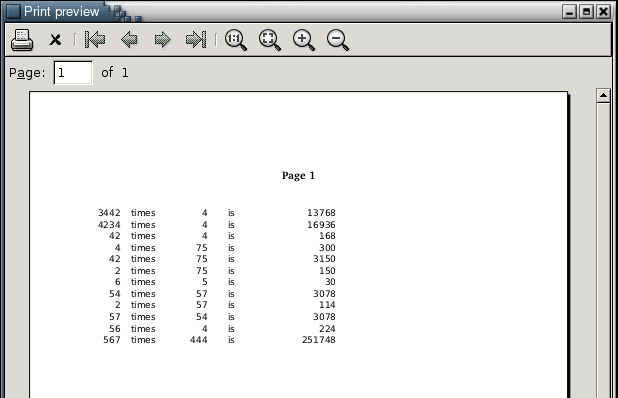 Print preview
1:1
Page: 1 of 1
Page 1
3442 times 4 is 13768
4234 times 4 is 16936
42 times 4 is 168
4 times 75 is 300
42 times 75 is 3150
2 times 75 is 150
6 times 5 is 30
54 times 57 is 3078
2 times 57 is 114
57 times 54 is 3078
56 times 4 is 224
567 times 444 is 251748